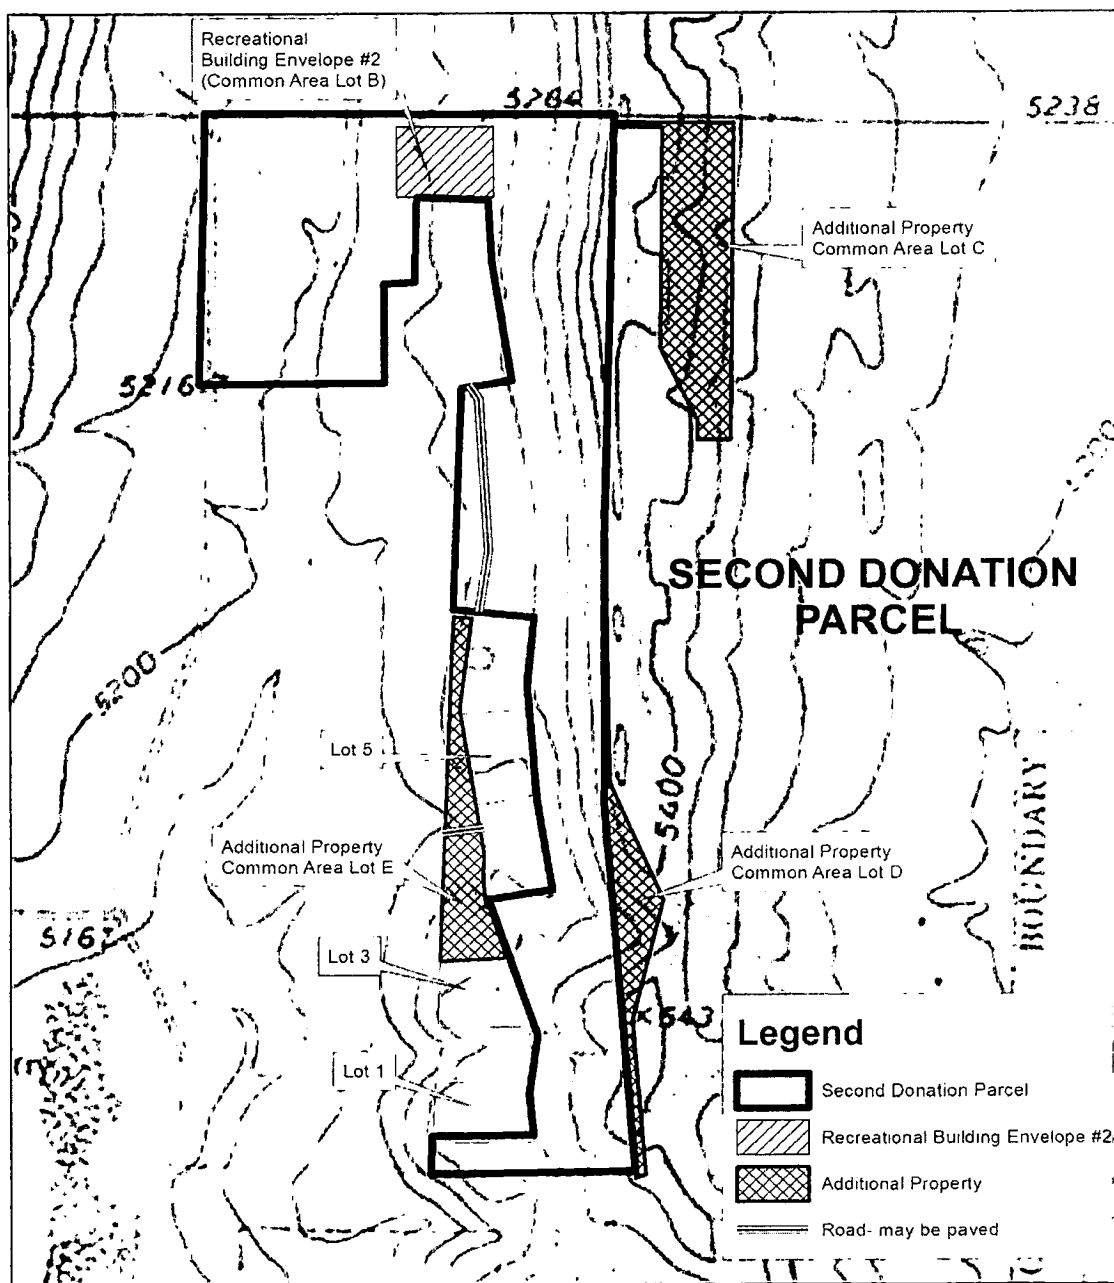 Recreational
Building Envelope #2
(Common Area Lot B)
5238
Additional Property
Common Area Lot C
SECOND DONATION
PARCEL
5200
Lot 5
5400
Additional Property
Common Area Lot E
Additional Property
Common Area Lot D
BOUNDARY
Lot 3
Lot 1
Legend
Second Donation Parcel
Recreational Building Envelope #2
Additional Property
Road- may be paved